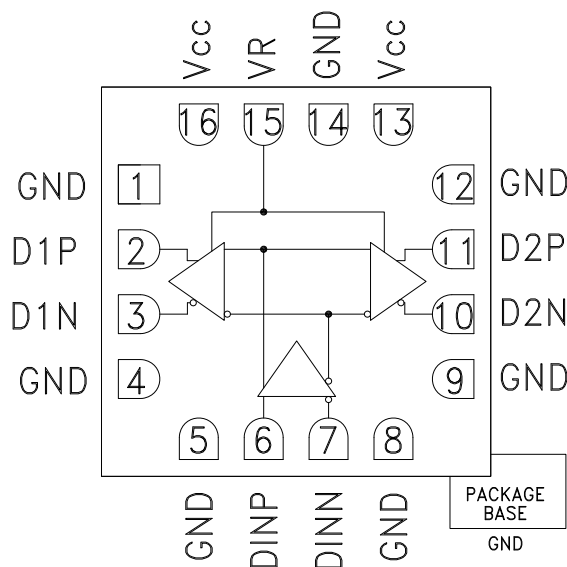 Vcc VR GND Vcc
16 15 14 13
GND 1 12 GND
D1P 2 11 D2P
D1N 3 10 D2N
GND 4 9 GND
5 6 7 8
GND DINP DINN GND
PACKAGE
BASE
GND